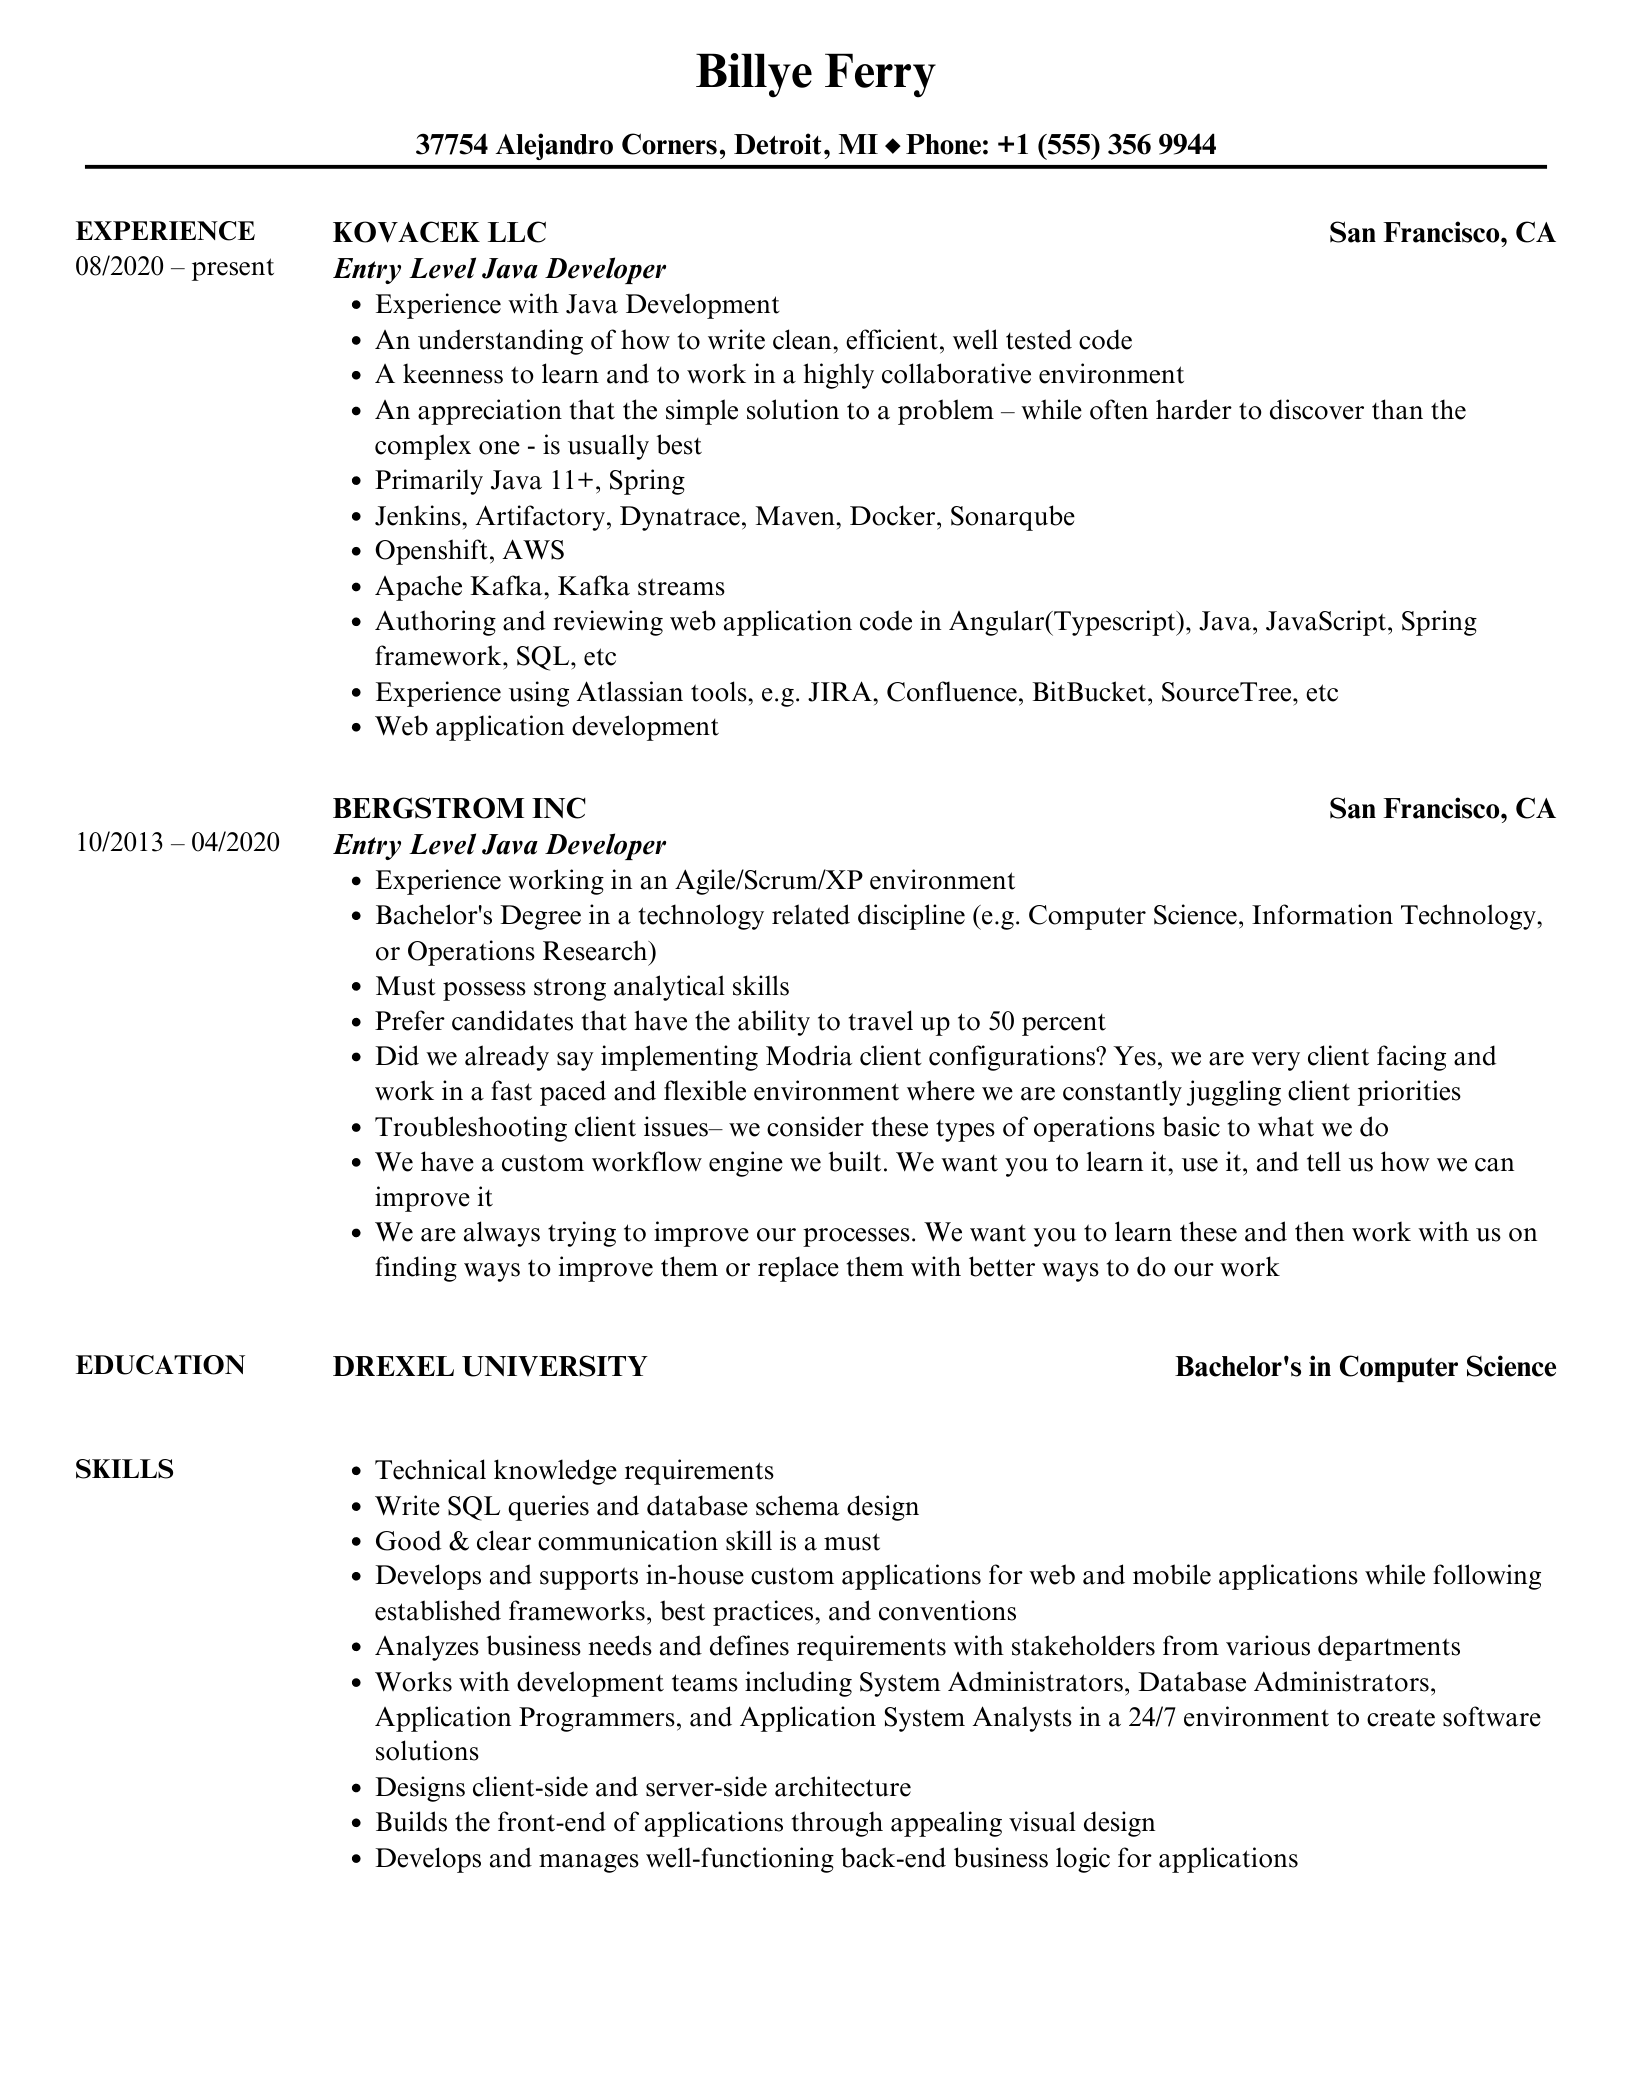 Billye Ferry
37754 Alejandro Corners, Detroit, MI ◆ Phone: +1 (555) 356 9944
EXPERIENCE
08/2020 – present
KOVACEK LLC
San Francisco, CA
Entry Level Java Developer
• Experience with Java Development
• An understanding of how to write clean, efficient, well tested code
• A keenness to learn and to work in a highly collaborative environment
• An appreciation that the simple solution to a problem – while often harder to discover than the
complex one - is usually best
• Primarily Java 11+, Spring
• Jenkins, Artifactory, Dynatrace, Maven, Docker, Sonarqube
• Openshift, AWS
• Apache Kafka, Kafka streams
• Authoring and reviewing web application code in Angular(Typescript), Java, JavaScript, Spring
framework, SQL, etc
• Experience using Atlassian tools, e.g. JIRA, Confluence, BitBucket, SourceTree, etc
• Web application development
BERGSTROM INC
San Francisco, CA
10/2013 – 04/2020
Entry Level Java Developer
• Experience working in an Agile/Scrum/XP environment
• Bachelor's Degree in a technology related discipline (e.g. Computer Science, Information Technology,
or Operations Research)
• Must possess strong analytical skills
• Prefer candidates that have the ability to travel up to 50 percent
• Did we already say implementing Modria client configurations? Yes, we are very client facing and
work in a fast paced and flexible environment where we are constantly juggling client priorities
• Troubleshooting client issues– we consider these types of operations basic to what we do
• We have a custom workflow engine we built. We want you to learn it, use it, and tell us how we can
improve it
• We are always trying to improve our processes. We want you to learn these and then work with us on
finding ways to improve them or replace them with better ways to do our work
EDUCATION
DREXEL UNIVERSITY
Bachelor's in Computer Science
SKILLS
• Technical knowledge requirements
• Write SQL queries and database schema design
• Good & clear communication skill is a must
• Develops and supports in-house custom applications for web and mobile applications while following
established frameworks, best practices, and conventions
• Analyzes business needs and defines requirements with stakeholders from various departments
• Works with development teams including System Administrators, Database Administrators,
Application Programmers, and Application System Analysts in a 24/7 environment to create software
solutions
• Designs client-side and server-side architecture
• Builds the front-end of applications through appealing visual design
• Develops and manages well-functioning back-end business logic for applications